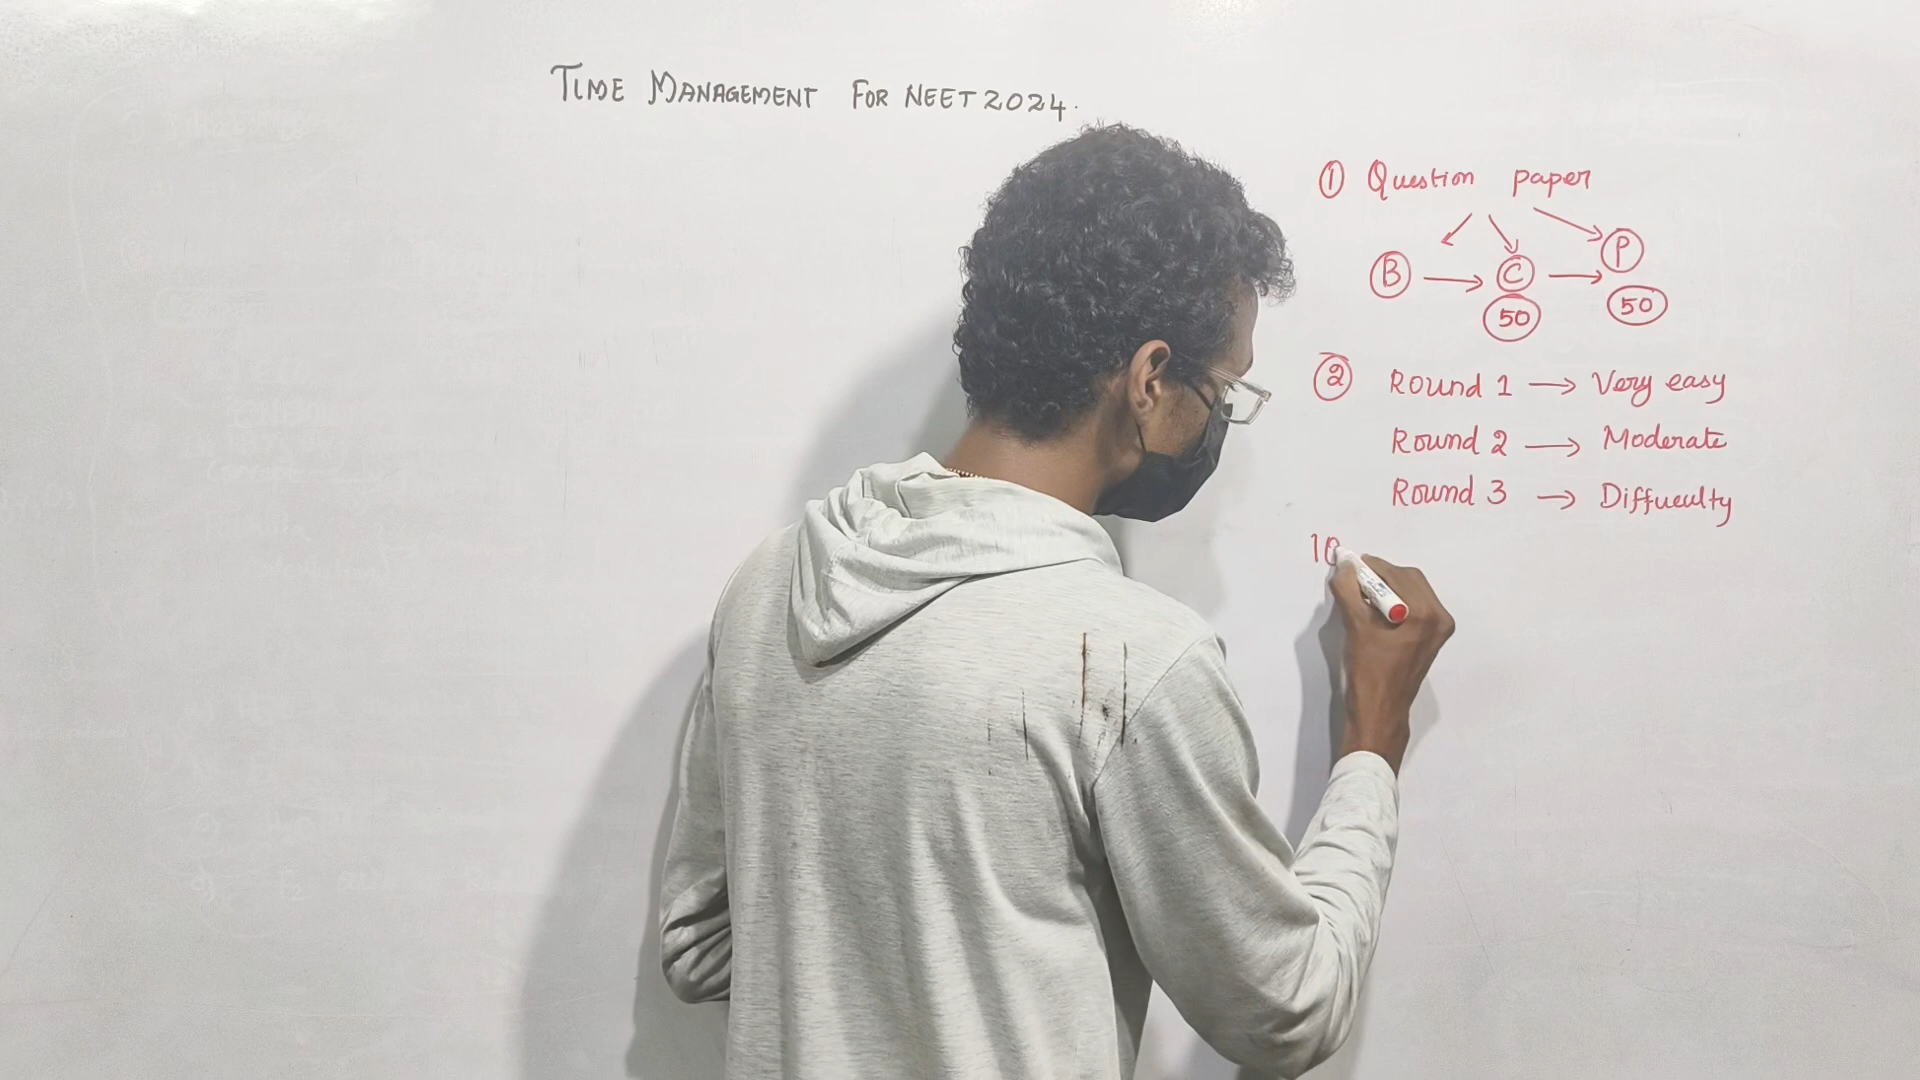 TIME MANAGEMENT FOR NEET 2024.
① Question paper
B → C → P
50 50
② Round 1 → Very easy
Round 2 → Moderate
Round 3 → Diffuculty
10